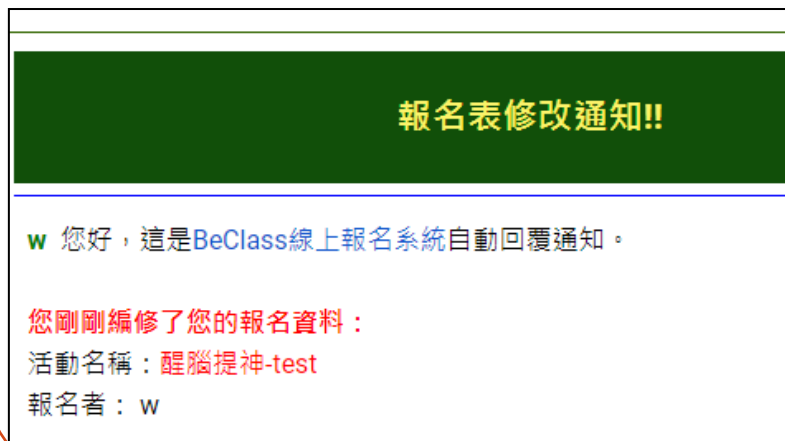 報名表修改通知!!
w 您好，這是BeClass線上報名系統自動回覆通知。
您剛剛編修了您的報名資料：
活動名稱：醒腦提神-test
報名者： w